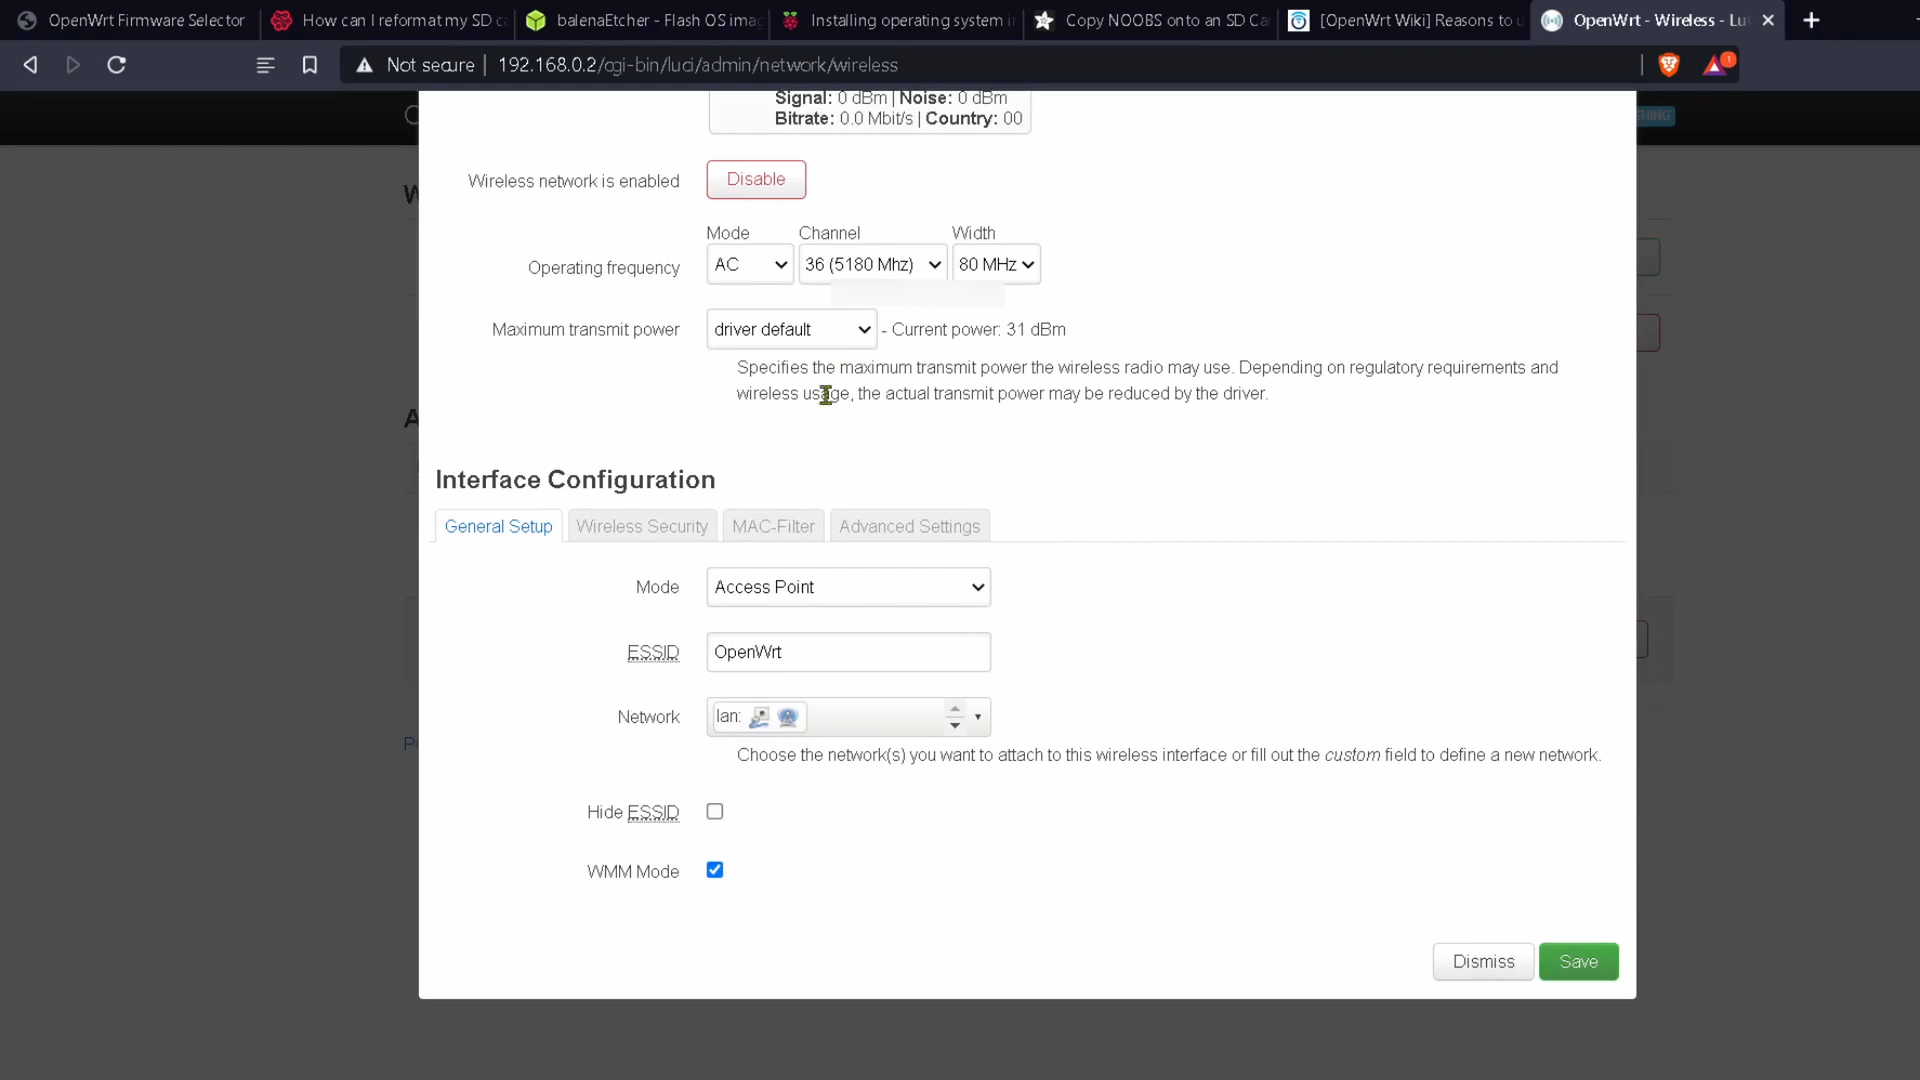 OpenWrt Firmware Selector
How can I reformat my SD ca
balenaEtcher - Flash OS imag
Installing operating system i
Copy NOOBS onto an SD Ca
[OpenWrt Wiki] Reasons to u
OpenWrt - Wireless - Lu
Not secure
192.168.0.2/cgi-bin/luci/admin/network/wireless
1
Signal: 0 dBm | Noise: 0 dBm
Bitrate: 0.0 Mbit/s | Country: 00
Wireless network is enabled
Disable
Mode
Channel
Width
Operating frequency
AC
36 (5180 Mhz)
80 MHz
Maximum transmit power
driver default
- Current power: 31 dBm
Specifies the maximum transmit power the wireless radio may use. Depending on regulatory requirements and
wireless usage, the actual transmit power may be reduced by the driver.
Interface Configuration
General Setup
Wireless Security
MAC-Filter
Advanced Settings
Mode
Access Point
ESSID
OpenWrt
Network
lan:
Choose the network(s) you want to attach to this wireless interface or fill out the custom field to define a new network.
Hide ESSID
WMM Mode
Dismiss
Save